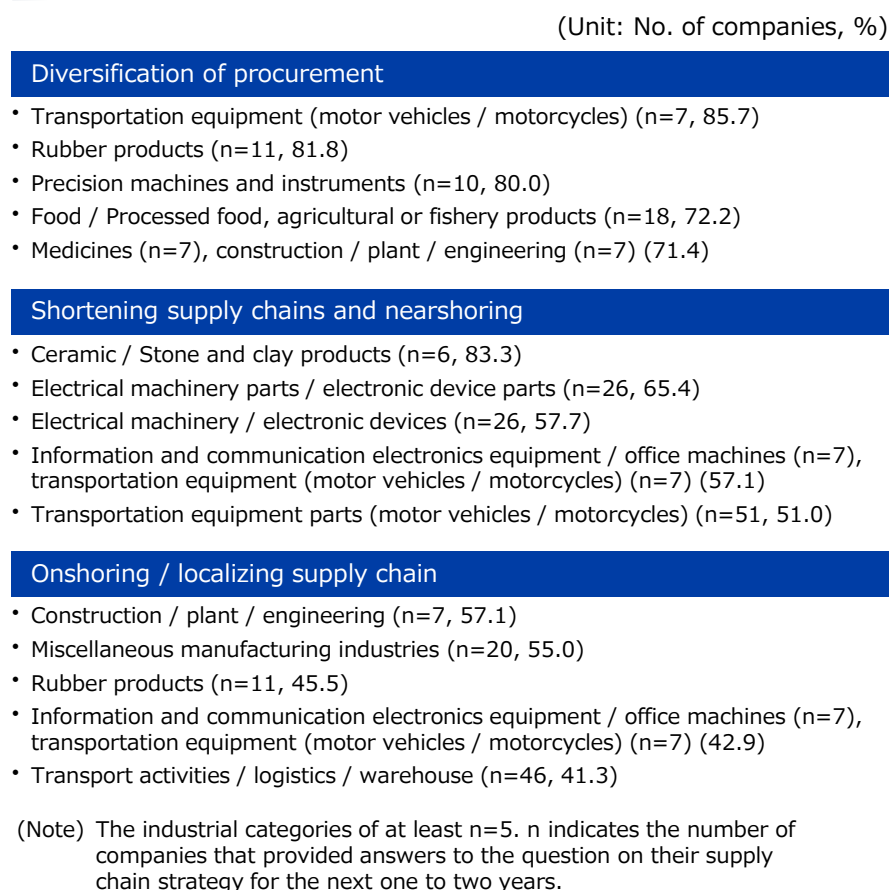 (Unit: No. of companies, %)
Diversification of procurement
・Transportation equipment (motor vehicles / motorcycles) (n=7, 85.7)
・Rubber products (n=11, 81.8)
・Precision machines and instruments (n=10, 80.0)
・Food / Processed food, agricultural or fishery products (n=18, 72.2)
・Medicines (n=7), construction / plant / engineering (n=7) (71.4)
Shortening supply chains and nearshoring
・Ceramic / Stone and clay products (n=6, 83.3)
・Electrical machinery parts / electronic device parts (n=26, 65.4)
・Electrical machinery / electronic devices (n=26, 57.7)
・Information and communication electronics equipment / office machines (n=7),
transportation equipment (motor vehicles / motorcycles) (n=7) (57.1)
・Transportation equipment parts (motor vehicles / motorcycles) (n=51, 51.0)
Onshoring / localizing supply chain
・Construction / plant / engineering (n=7, 57.1)
・Miscellaneous manufacturing industries (n=20, 55.0)
・Rubber products (n=11, 45.5)
・Information and communication electronics equipment / office machines (n=7),
transportation equipment (motor vehicles / motorcycles) (n=7) (42.9)
・Transport activities / logistics / warehouse (n=46, 41.3)
(Note) The industrial categories of at least n=5. n indicates the number of
companies that provided answers to the question on their supply
chain strategy for the next one to two years.